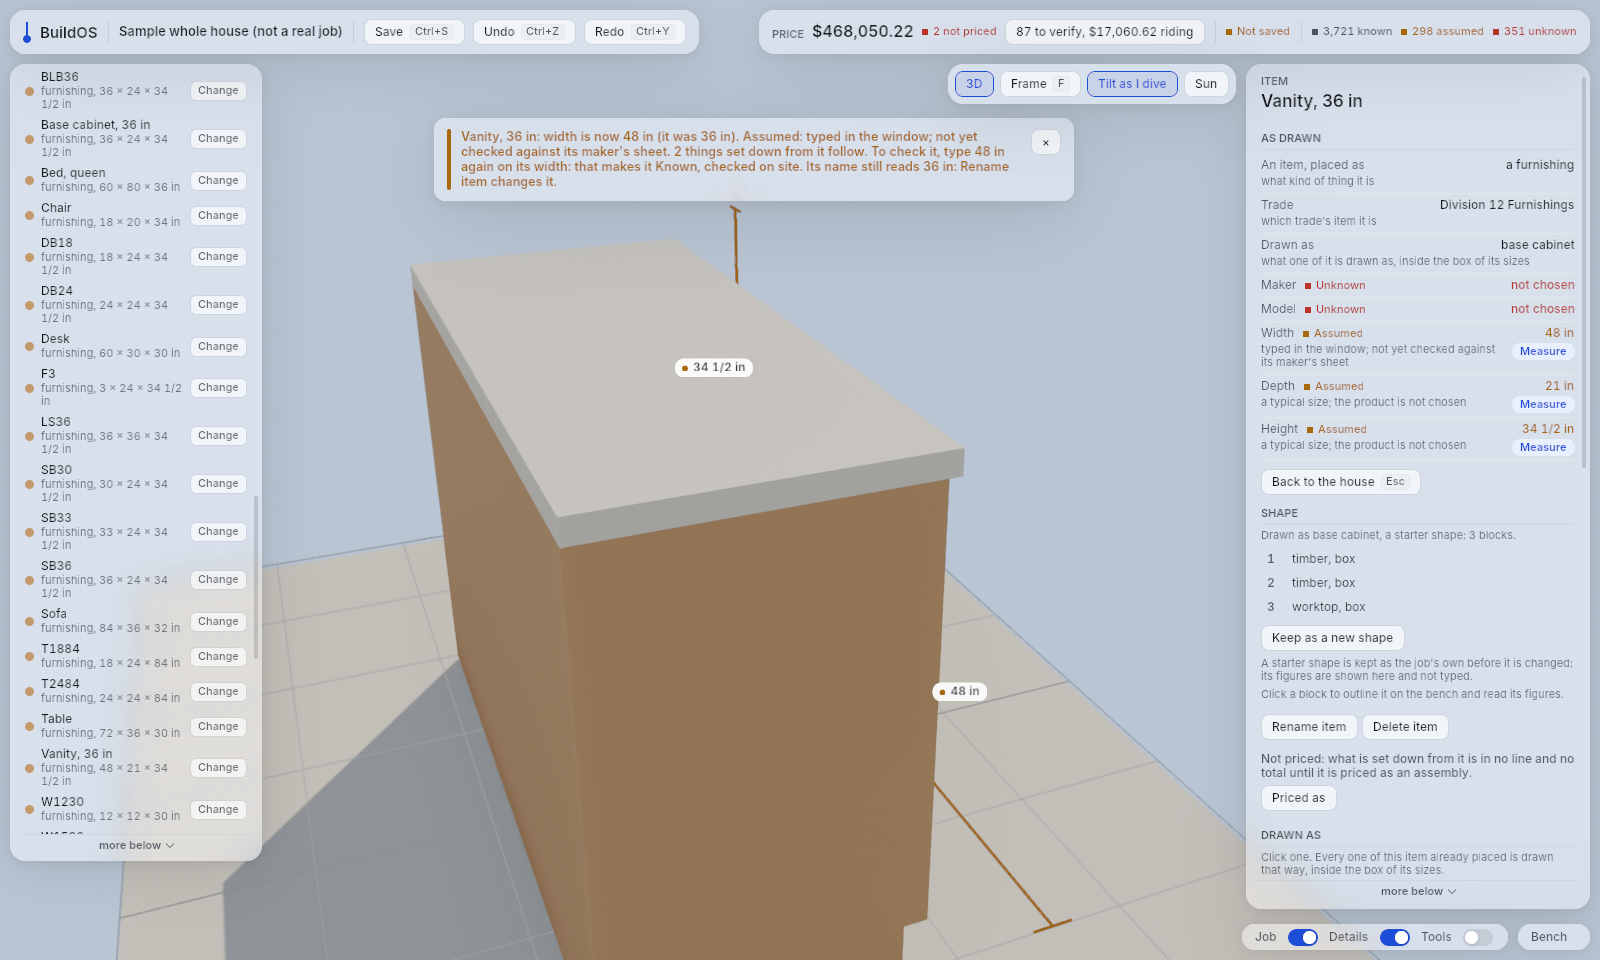 BuildOS
Sample whole house (not a real job)
Save Ctrl+S
Undo Ctrl+Z
Redo Ctrl+Y
PRICE $468,050.22
2 not priced
87 to verify, $17,060.62 riding
Not saved
3,721 known
298 assumed
351 unknown
BLB36
furnishing, 36 × 24 × 34
1/2 in
Change
Base cabinet, 36 in
furnishing, 36 × 24 × 34
1/2 in
Change
Bed, queen
furnishing, 60 × 80 × 36 in
Change
Chair
furnishing, 18 × 20 × 34 in
Change
DB18
furnishing, 18 × 24 × 34
1/2 in
Change
DB24
furnishing, 24 × 24 × 34
1/2 in
Change
Desk
furnishing, 60 × 30 × 30 in
Change
F3
furnishing, 3 × 24 × 34 1/2
in
Change
LS36
furnishing, 36 × 36 × 34
1/2 in
Change
SB30
furnishing, 30 × 24 × 34
1/2 in
Change
SB33
furnishing, 33 × 24 × 34
1/2 in
Change
SB36
furnishing, 36 × 24 × 34
1/2 in
Change
Sofa
furnishing, 84 × 36 × 32 in
Change
T1884
furnishing, 18 × 24 × 84 in
Change
T2484
furnishing, 24 × 24 × 84 in
Change
Table
furnishing, 72 × 36 × 30 in
Change
Vanity, 36 in
furnishing, 48 × 21 × 34
1/2 in
Change
W1230
furnishing, 12 × 12 × 30 in
Change
more below
3D
Frame F
Tilt as I dive
Sun
Vanity, 36 in: width is now 48 in (it was 36 in). Assumed: typed in the window; not yet
checked against its maker's sheet. 2 things set down from it follow. To check it, type 48 in
again on its width: that makes it Known, checked on site. Its name still reads 36 in: Rename
item changes it.
×
34 1/2 in
48 in
ITEM
Vanity, 36 in
AS DRAWN
An item, placed as a furnishing
what kind of thing it is
Trade Division 12 Furnishings
which trade's item it is
Drawn as base cabinet
what one of it is drawn as, inside the box of its sizes
Maker Unknown not chosen
Model Unknown not chosen
Width Assumed 48 in
typed in the window; not yet checked against
its maker's sheet
Measure
Depth Assumed 21 in
a typical size; the product is not chosen
Measure
Height Assumed 34 1/2 in
a typical size; the product is not chosen
Measure
Back to the house Esc
SHAPE
Drawn as base cabinet, a starter shape: 3 blocks.
1 timber, box
2 timber, box
3 worktop, box
Keep as a new shape
A starter shape is kept as the job's own before it is changed:
its figures are shown here and not typed.
Click a block to outline it on the bench and read its figures.
Rename item
Delete item
Not priced: what is set down from it is in no line and no
total until it is priced as an assembly.
Priced as
DRAWN AS
Click one. Every one of this item already placed is drawn
that way, inside the box of its sizes.
more below
Job
Details
Tools
Bench